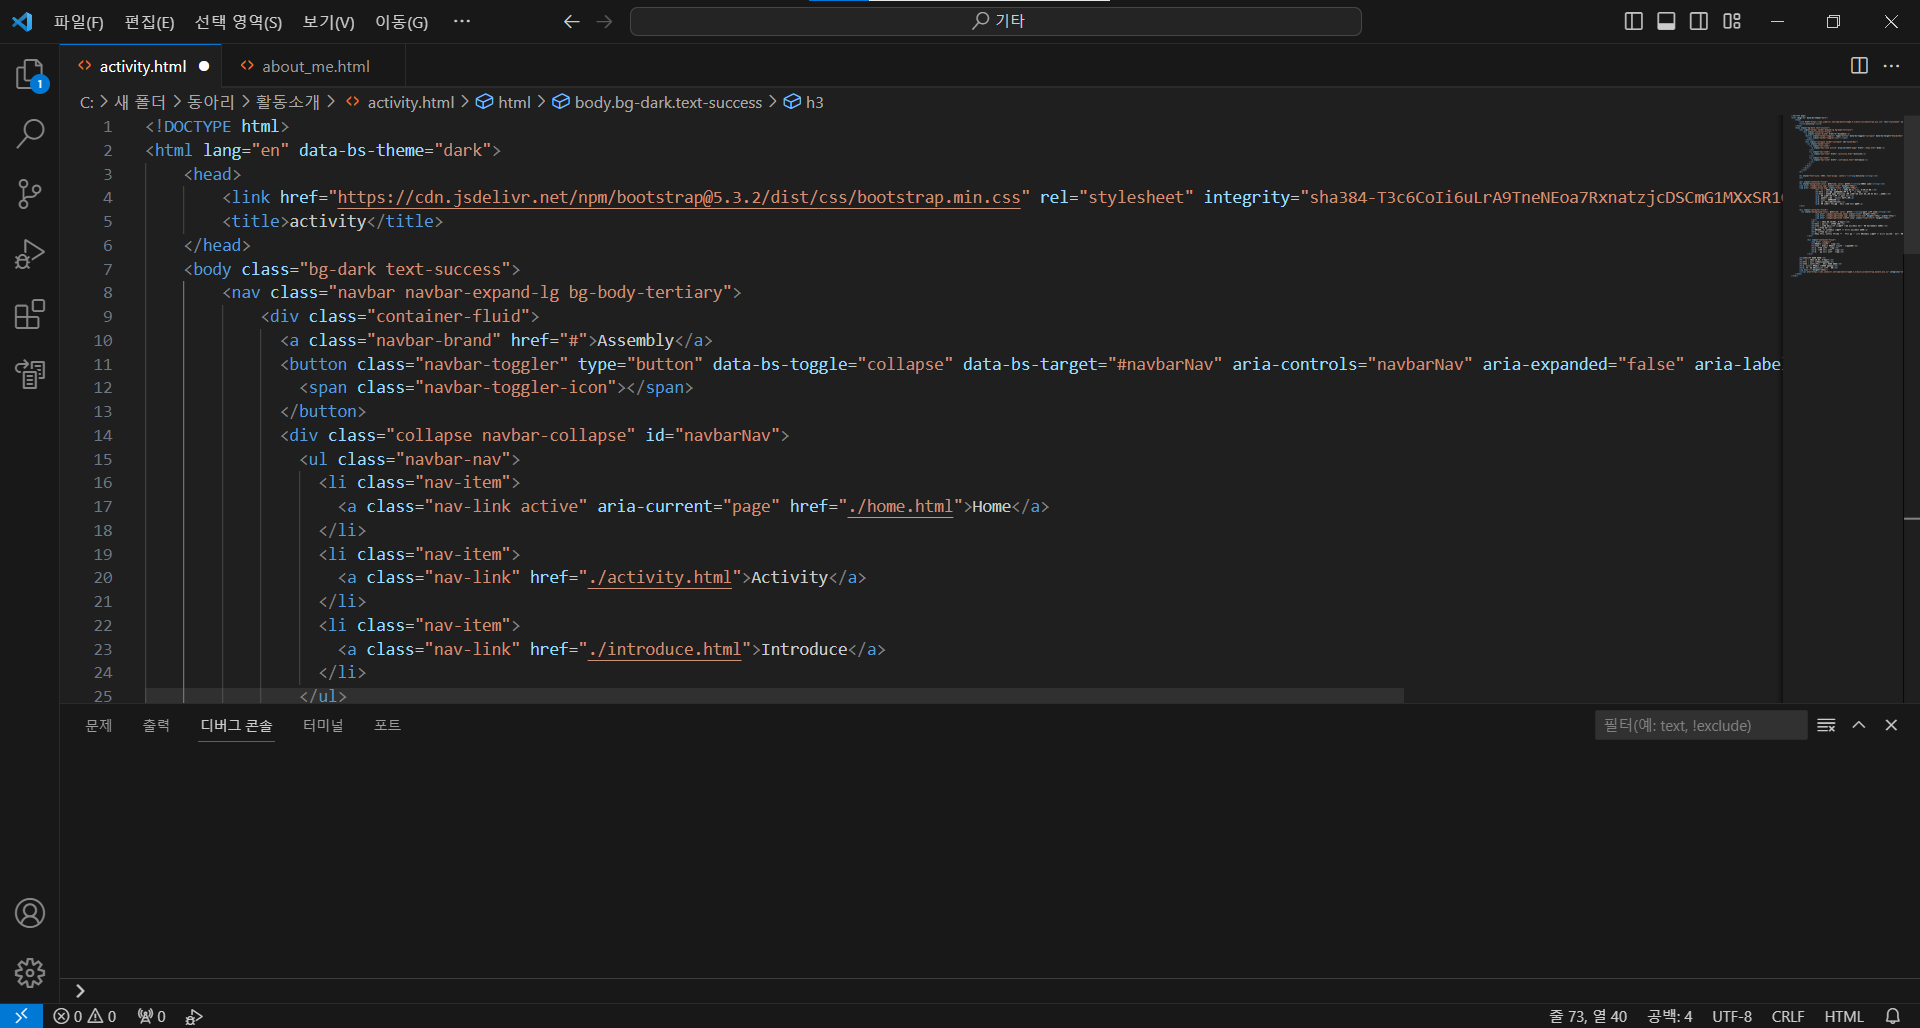 파일(F) 편집(E) 선택 영역(S) 보기(V) 이동(G) ··· 기타
activity.html about_me.html
C: > 새 폴더 > 동아리 > 활동소개 > activity.html > html > body.bg-dark.text-success > h3
1 <!DOCTYPE html>
2 <html lang="en" data-bs-theme="dark">
3 <head>
4 <link href="https://cdn.jsdelivr.net/npm/bootstrap@5.3.2/dist/css/bootstrap.min.css" rel="stylesheet" integrity="sha384-T3c6CoIi6uLrA9TneNEoa7RxnatzjcDSCmG1MXxSR1
5 <title>activity</title>
6 </head>
7 <body class="bg-dark text-success">
8 <nav class="navbar navbar-expand-lg bg-body-tertiary">
9 <div class="container-fluid">
10 <a class="navbar-brand" href="#">Assembly</a>
11 <button class="navbar-toggler" type="button" data-bs-toggle="collapse" data-bs-target="#navbarNav" aria-controls="navbarNav" aria-expanded="false" aria-labe
12 <span class="navbar-toggler-icon"></span>
13 </button>
14 <div class="collapse navbar-collapse" id="navbarNav">
15 <ul class="navbar-nav">
16 <li class="nav-item">
17 <a class="nav-link active" aria-current="page" href="./home.html">Home</a>
18 </li>
19 <li class="nav-item">
20 <a class="nav-link" href="./activity.html">Activity</a>
21 </li>
22 <li class="nav-item">
23 <a class="nav-link" href="./introduce.html">Introduce</a>
24 </li>
25 </ul>
1
문제 출력 디버그 콘솔 터미널 포트 필터(예: text, !exclude)
0 0 0 줄 73, 열 40 공백: 4 UTF-8 CRLF HTML